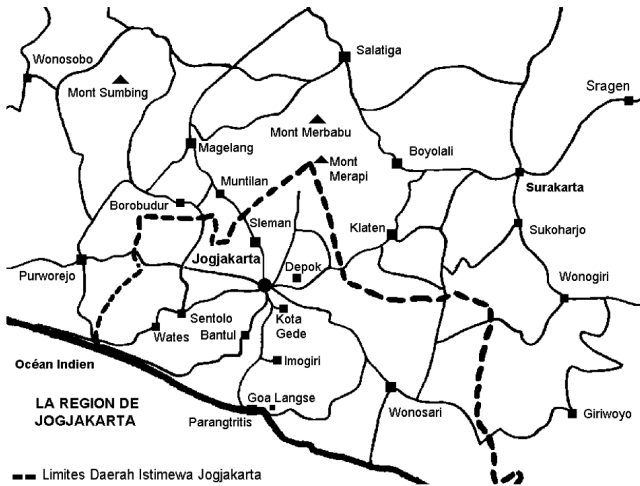 Salatiga
Wonosobo
Mont Sumbing
Sragen
Mont Merbabu
Magelang
Boyolali
Mont
Merapi
Muntilan
Surakarta
Borobudur
Sleman
Klaten
Sukoharjo
Jogjakarta
Depok
Purworejo
Wonogiri
Sentolo
Kota
Gede
Wates
Bantul
Océan Indien
Imogiri
LA REGION DE
JOGJAKARTA
Goa Langse
Wonosari
Giriwoyo
Parangtritis
Limites Daerah Istimewa Jogjakarta